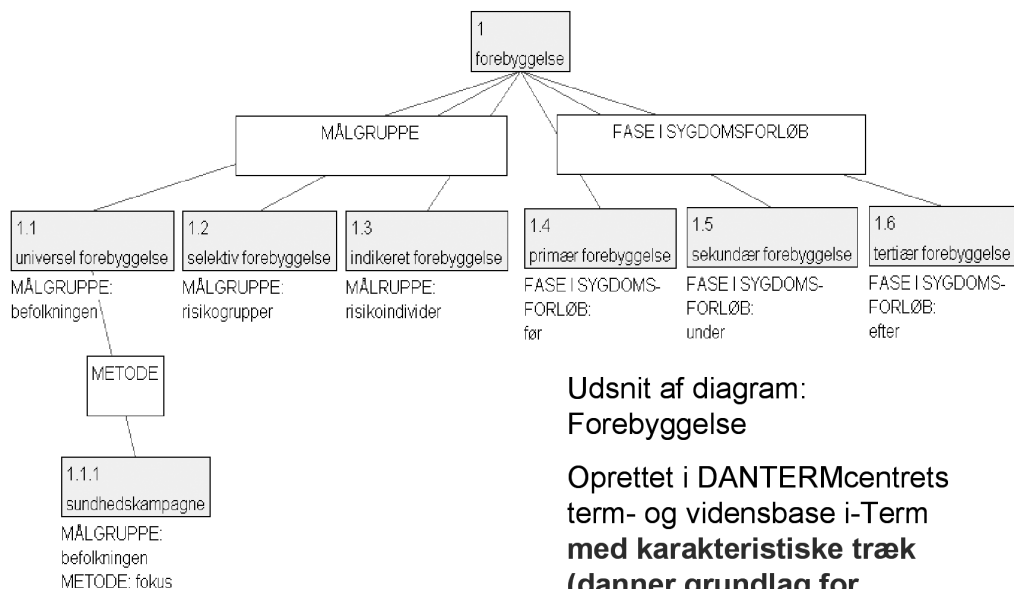 1
forebyggelse
MÅLGRUPPE
FASE I SYGDOMSFORLØB
1.1
universel forebyggelse
MÅLGRUPPE:
befolkningen
1.2
selektiv forebyggelse
MÅLGRUPPE:
risikogrupper
1.3
indikeret forebyggelse
MÅLRUPPE:
risikoindivider
1.4
primær forebyggelse
FASE I SYGDOMS-
FORLØB:
før
1.5
sekundær forebyggelse
FASE I SYGDOMS-
FORLØB:
under
1.6
tertiær forebyggelse
FASE I SYGDOMS-
FORLØB:
efter
METODE
1.1.1
sundhedskampagne
MÅLGRUPPE:
befolkningen
METODE: fokus
Udsnit af diagram:
Forebyggelse
Oprettet i DANTERMcentrets
term- og vidensbase i-Term
med karakteristiske træk
(danner grundlag for